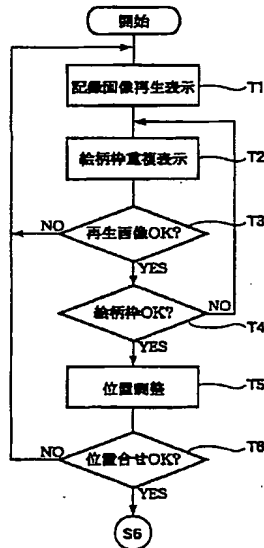 開始
記録画像再生表示
T1
絵柄枠重複表示
T2
再生画像OK?
T3
NO
YES
絵柄枠OK?
NO
T4
YES
位置調整
T5
位置合せOK?
T6
NO
YES
S6